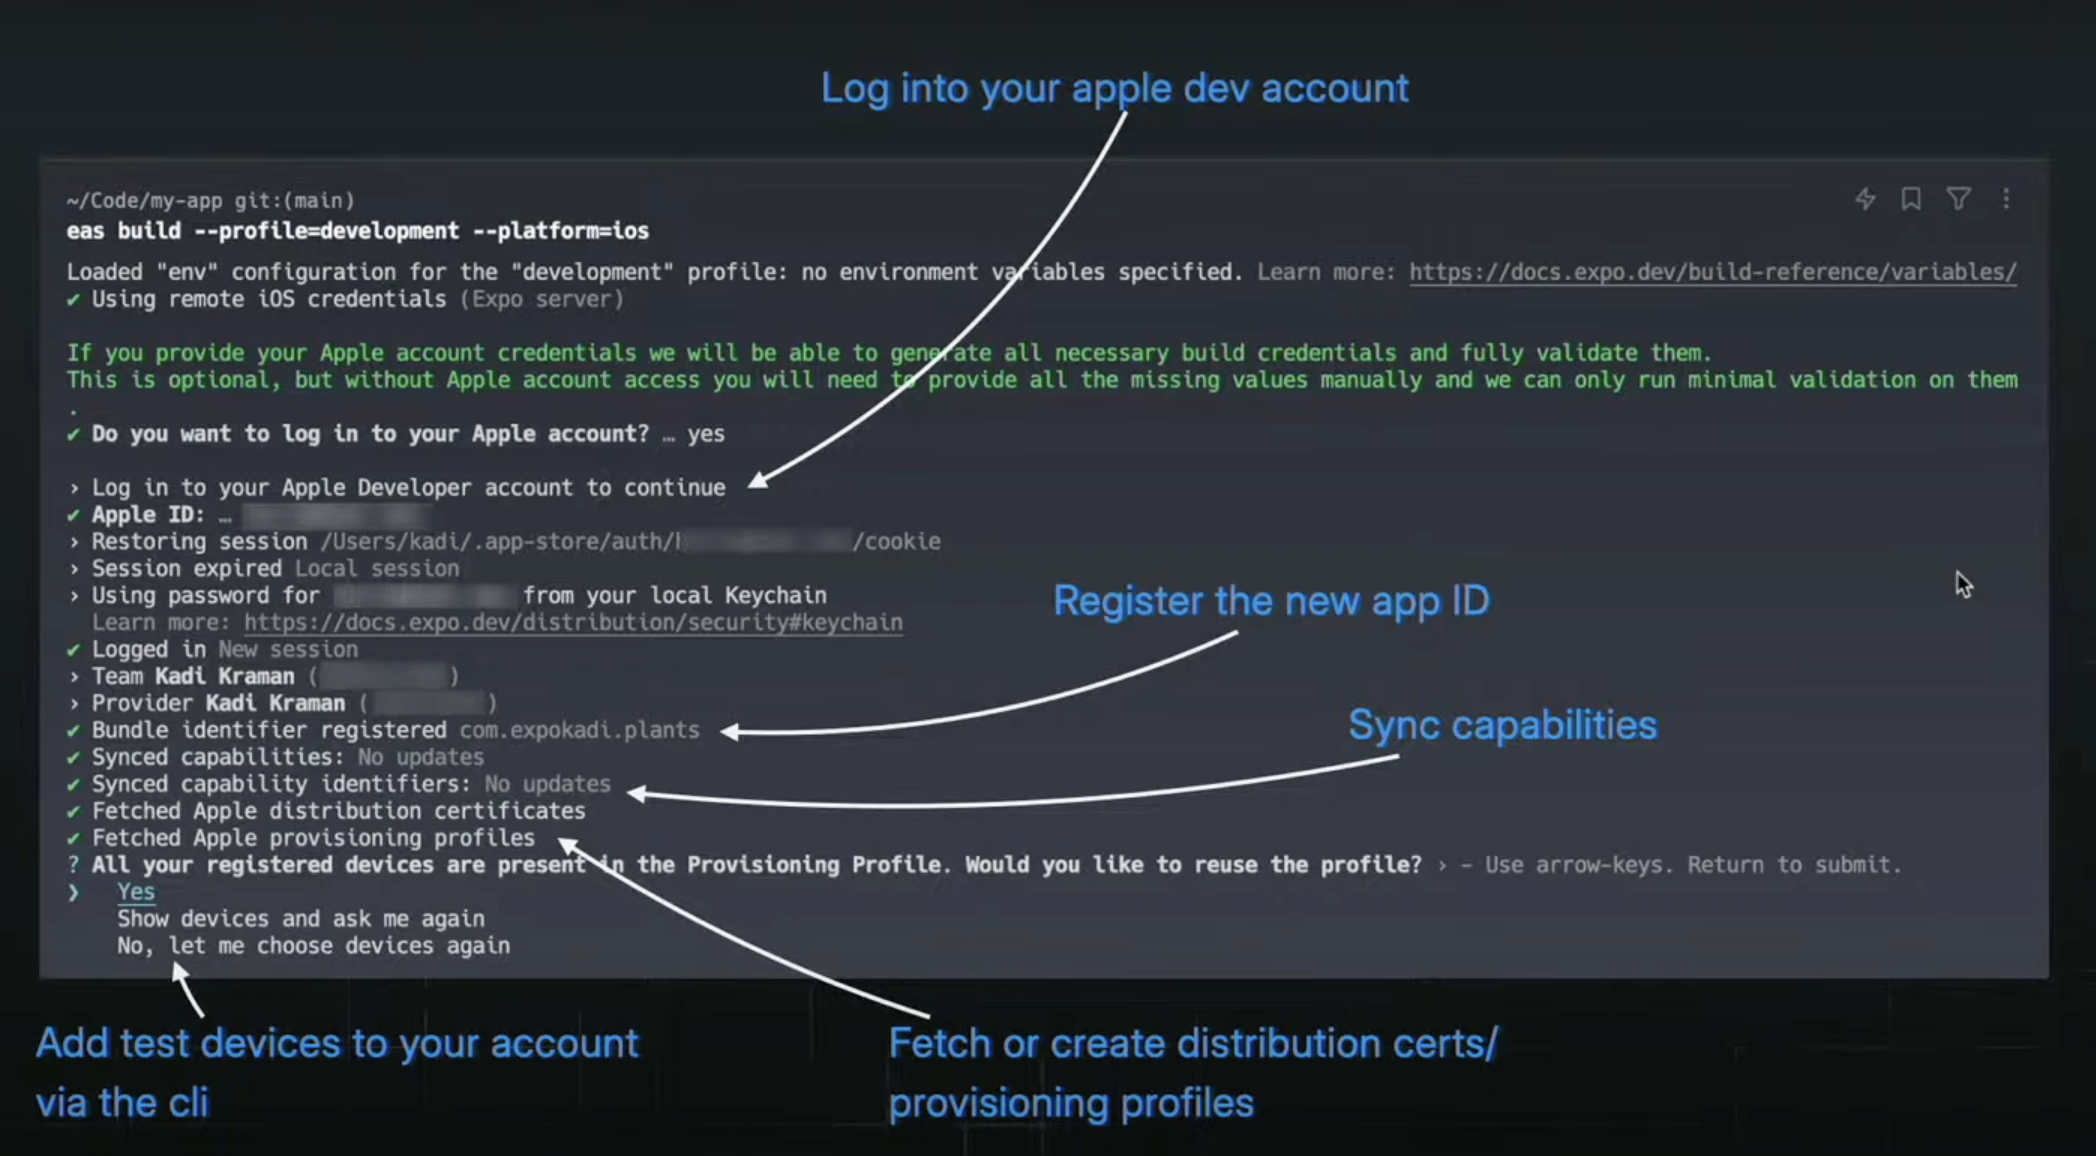 Log into your apple dev account
~/Code/my-app git:(main)
eas build --profile=development --platform=ios
Loaded "env" configuration for the "development" profile: no environment variables specified. Learn more: https://docs.expo.dev/build-reference/variables/
✔ Using remote iOS credentials (Expo server)
If you provide your Apple account credentials we will be able to generate all necessary build credentials and fully validate them.
This is optional, but without Apple account access you will need to provide all the missing values manually and we can only run minimal validation on them
.
✔ Do you want to log in to your Apple account? … yes
› Log in to your Apple Developer account to continue
✔ Apple ID: …
› Restoring session /Users/kadi/.app-store/auth/ /cookie
› Session expired Local session
› Using password for from your local Keychain
Learn more: https://docs.expo.dev/distribution/security#keychain
✔ Logged in New session
› Team Kadi Kraman ( )
› Provider Kadi Kraman ( )
✔ Bundle identifier registered com.expokadi.plants
✔ Synced capabilities: No updates
✔ Synced capability identifiers: No updates
✔ Fetched Apple distribution certificates
✔ Fetched Apple provisioning profiles
? All your registered devices are present in the Provisioning Profile. Would you like to reuse the profile? › - Use arrow-keys. Return to submit.
❯ Yes
Show devices and ask me again
No, let me choose devices again
Register the new app ID
Sync capabilities
Add test devices to your account
via the cli
Fetch or create distribution certs/
provisioning profiles